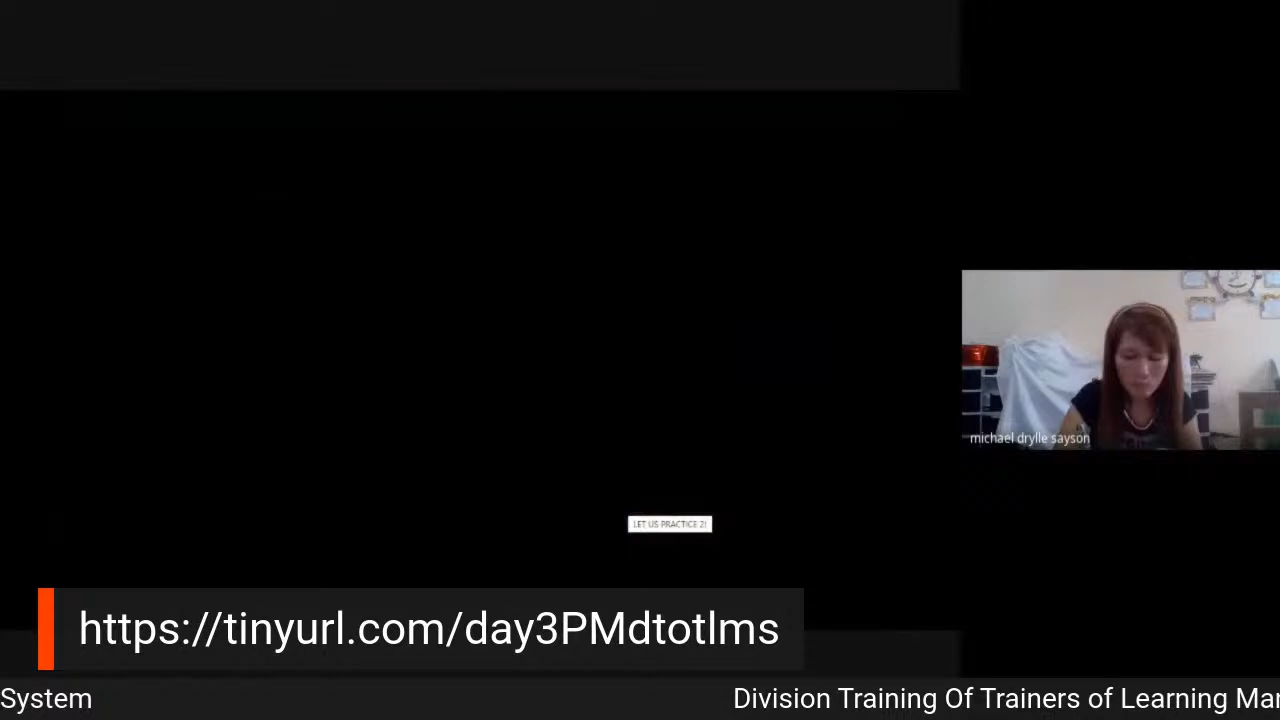 michael drylle sayson
LET US PRACTICE 2!
https://tinyurl.com/day3PMdtotlms
System
Division Training Of Trainers of Learning Mar